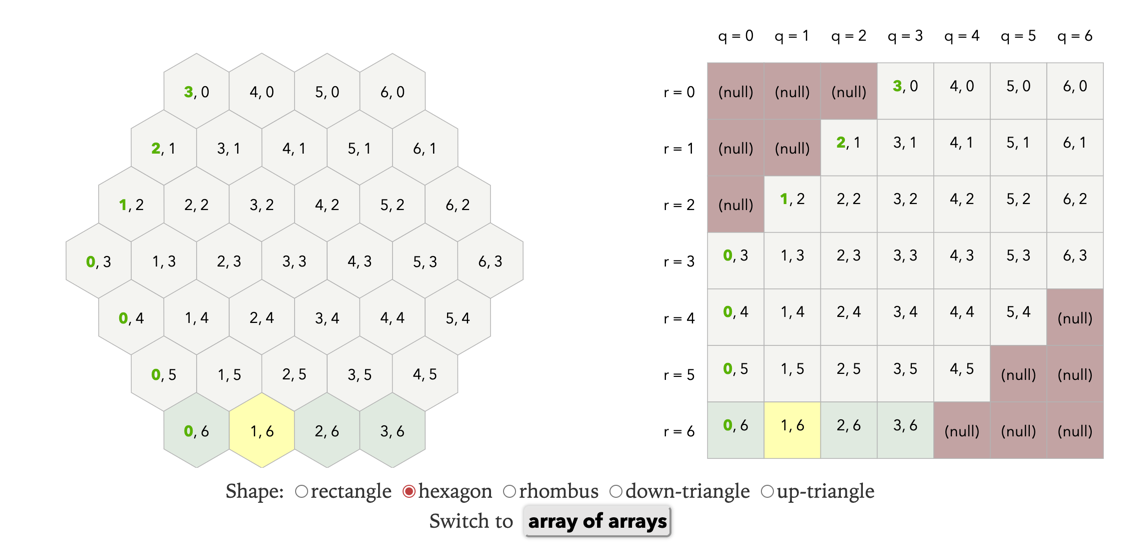 q = 0 q = 1 q = 2 q = 3 q = 4 q = 5 q = 6
3, 0 4, 0 5, 0 6, 0
2, 1 3, 1 4, 1 5, 1 6, 1
1, 2 2, 2 3, 2 4, 2 5, 2 6, 2
0, 3 1, 3 2, 3 3, 3 4, 3 5, 3 6, 3
0, 4 1, 4 2, 4 3, 4 4, 4 5, 4
0, 5 1, 5 2, 5 3, 5 4, 5
0, 6 1, 6 2, 6 3, 6
r = 0 (null) (null) (null) 3, 0 4, 0 5, 0 6, 0
r = 1 (null) (null) 2, 1 3, 1 4, 1 5, 1 6, 1
r = 2 (null) 1, 2 2, 2 3, 2 4, 2 5, 2 6, 2
r = 3 0, 3 1, 3 2, 3 3, 3 4, 3 5, 3 6, 3
r = 4 0, 4 1, 4 2, 4 3, 4 4, 4 5, 4 (null)
r = 5 0, 5 1, 5 2, 5 3, 5 4, 5 (null) (null)
r = 6 0, 6 1, 6 2, 6 3, 6 (null) (null) (null)
Shape: rectangle hexagon rhombus down-triangle up-triangle
Switch to array of arrays